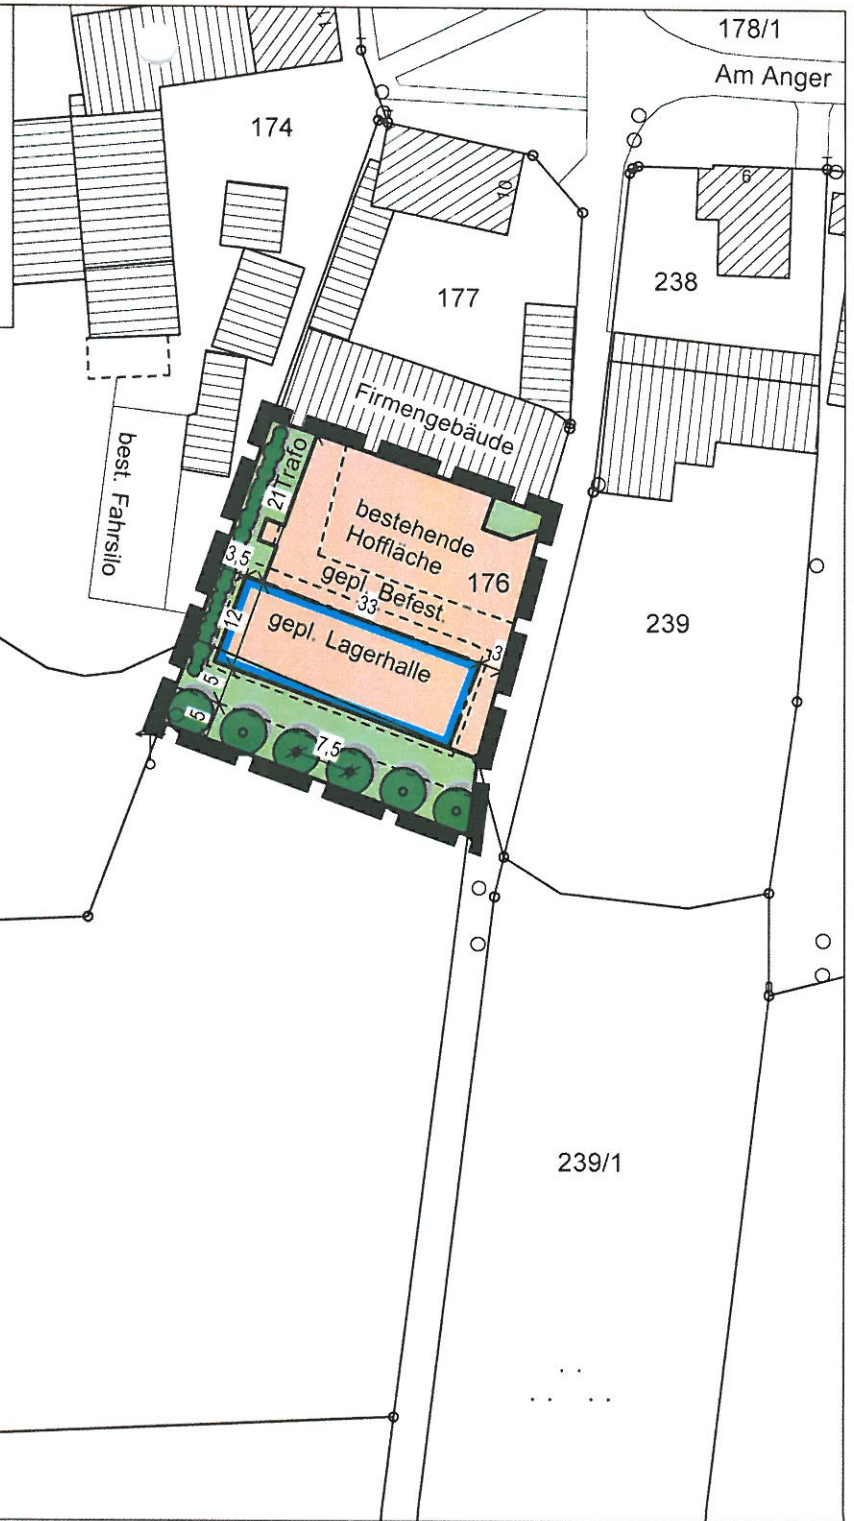 178/1
Am Anger
174
10
6
238
177
Firmengebäude
best. Fahrsilo
Trafo
21
bestehende
Hoffläche
176
3,5
gepl. Befest.
33
239
12
gepl. Lagerhalle
3
5
5
7,5
239/1